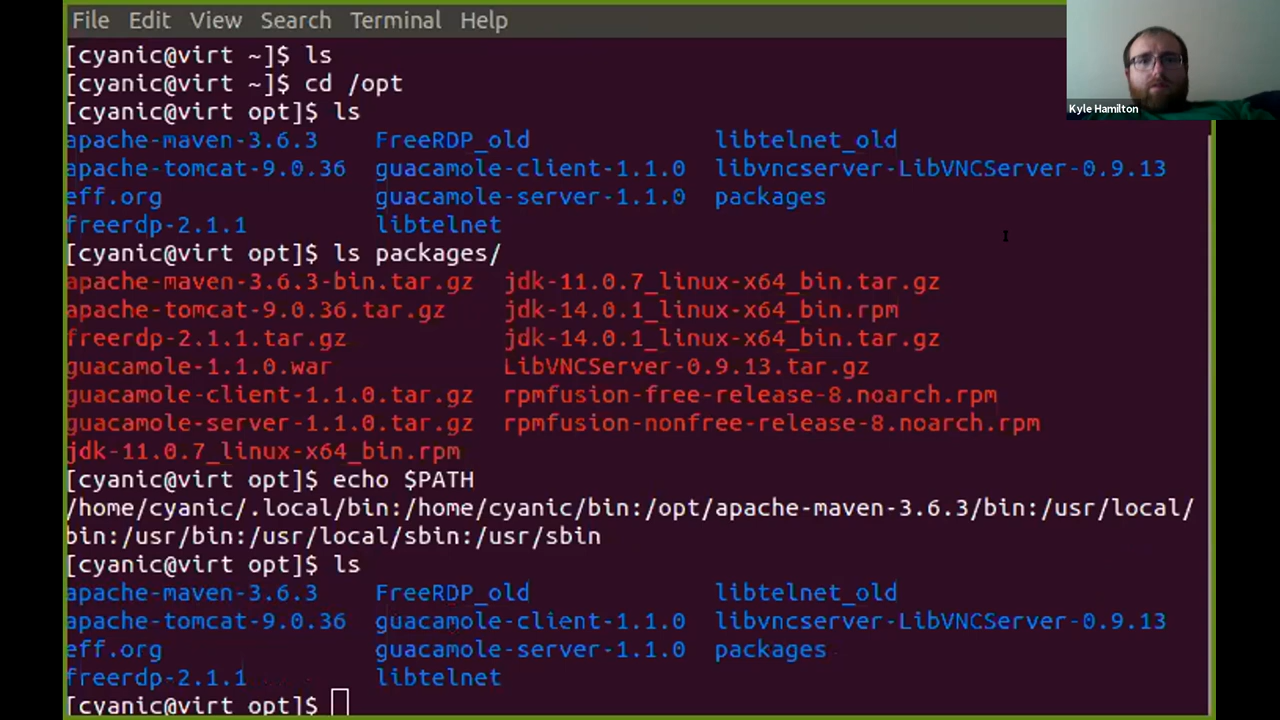 File Edit View Search Terminal Help
Kyle Hamilton
[cyanic@virt ~]$ ls
[cyanic@virt ~]$ cd /opt
[cyanic@virt opt]$ ls
apache-maven-3.6.3 FreeRDP_old libtelnet_old
apache-tomcat-9.0.36 guacamole-client-1.1.0 libvncserver-LibVNCServer-0.9.13
eff.org guacamole-server-1.1.0 packages
freerdp-2.1.1 libtelnet
[cyanic@virt opt]$ ls packages/
apache-maven-3.6.3-bin.tar.gz jdk-11.0.7_linux-x64_bin.tar.gz
apache-tomcat-9.0.36.tar.gz jdk-14.0.1_linux-x64_bin.rpm
freerdp-2.1.1.tar.gz jdk-14.0.1_linux-x64_bin.tar.gz
guacamole-1.1.0.war LibVNCServer-0.9.13.tar.gz
guacamole-client-1.1.0.tar.gz rpmfusion-free-release-8.noarch.rpm
guacamole-server-1.1.0.tar.gz rpmfusion-nonfree-release-8.noarch.rpm
jdk-11.0.7_linux-x64_bin.rpm
[cyanic@virt opt]$ echo $PATH
/home/cyanic/.local/bin:/home/cyanic/bin:/opt/apache-maven-3.6.3/bin:/usr/local/
bin:/usr/bin:/usr/local/sbin:/usr/sbin
[cyanic@virt opt]$ ls
apache-maven-3.6.3 FreeRDP_old libtelnet_old
apache-tomcat-9.0.36 guacamole-client-1.1.0 libvncserver-LibVNCServer-0.9.13
eff.org guacamole-server-1.1.0 packages
freerdp-2.1.1 libtelnet
[cyanic@virt opt]$